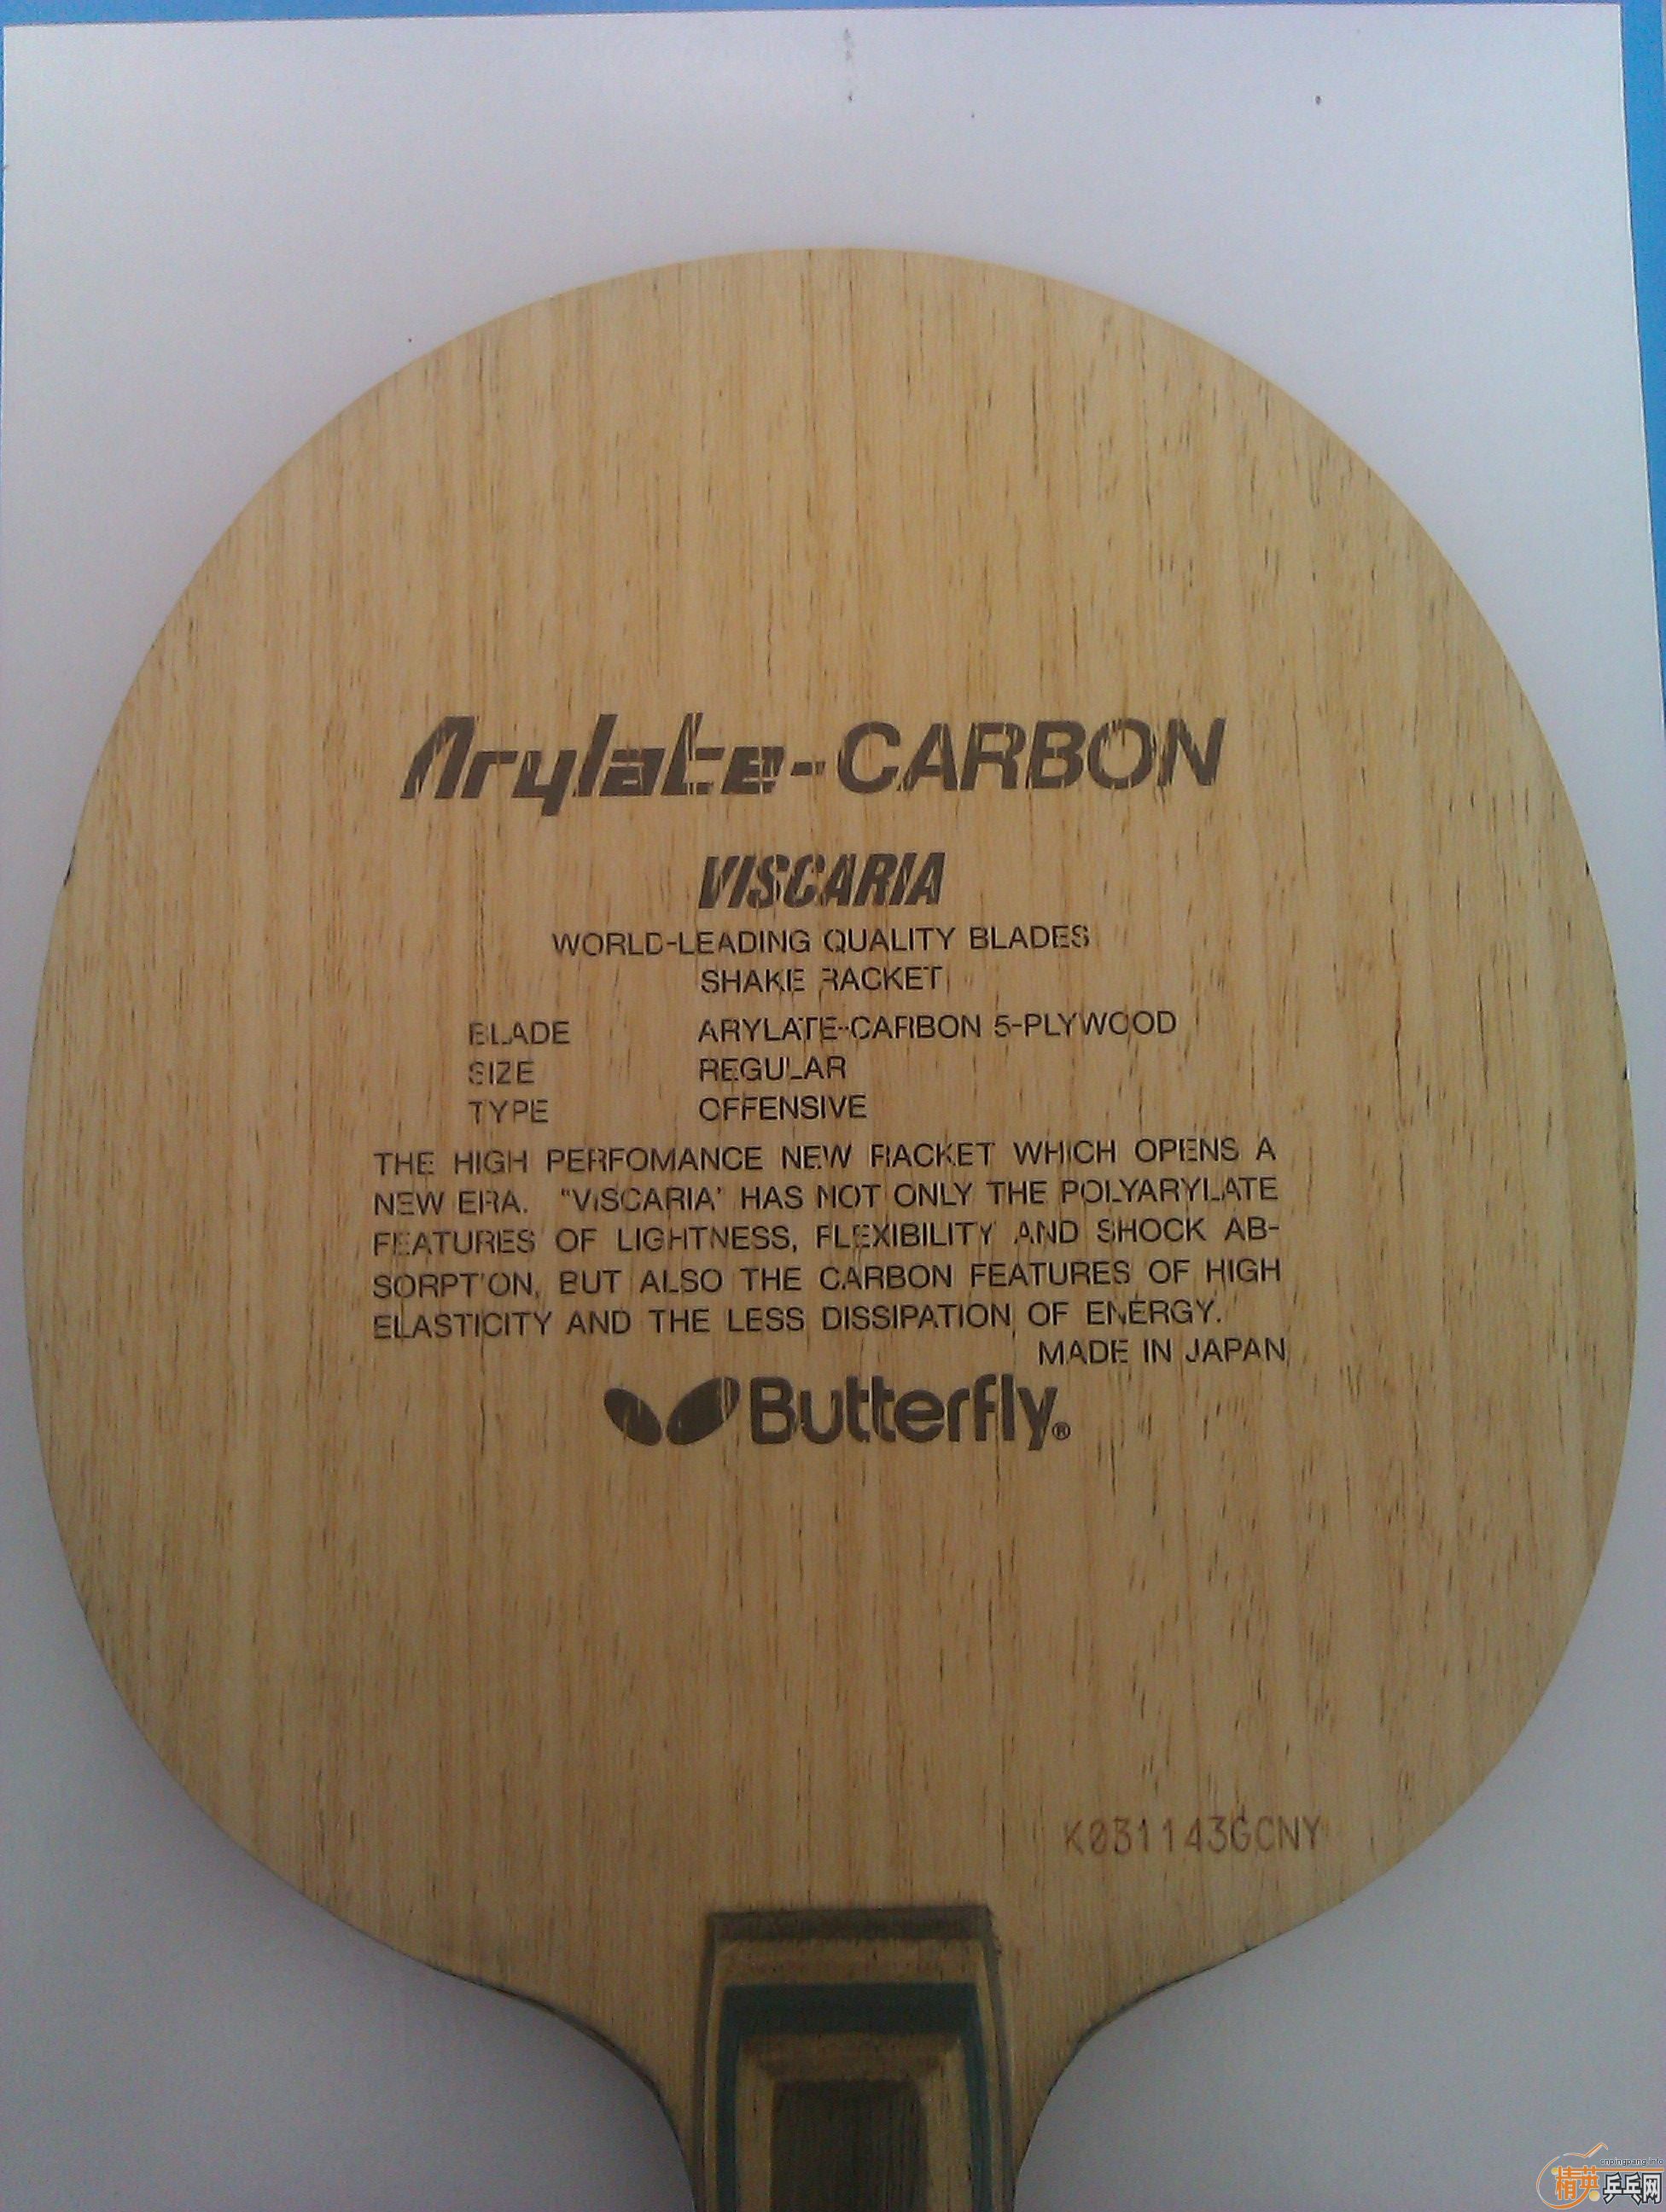 Arylate-CARBON
VISCARIA
WORLD-LEADING QUALITY BLADES
SHAKE RACKET
BLADE ARYLATE-CARBON 5-PLYWOOD
SIZE REGULAR
TYPE OFFENSIVE
THE HIGH PERFOMANCE NEW RACKET WHICH OPENS A
NEW ERA. "VISCARIA" HAS NOT ONLY THE POLYARYLATE
FEATURES OF LIGHTNESS, FLEXIBILITY AND SHOCK AB-
SORPTION, BUT ALSO THE CARBON FEATURES OF HIGH
ELASTICITY AND THE LESS DISSIPATION OF ENERGY.
MADE IN JAPAN
Butterfly®
K031143GCNY
cnpingpang.info
精英乒乓网